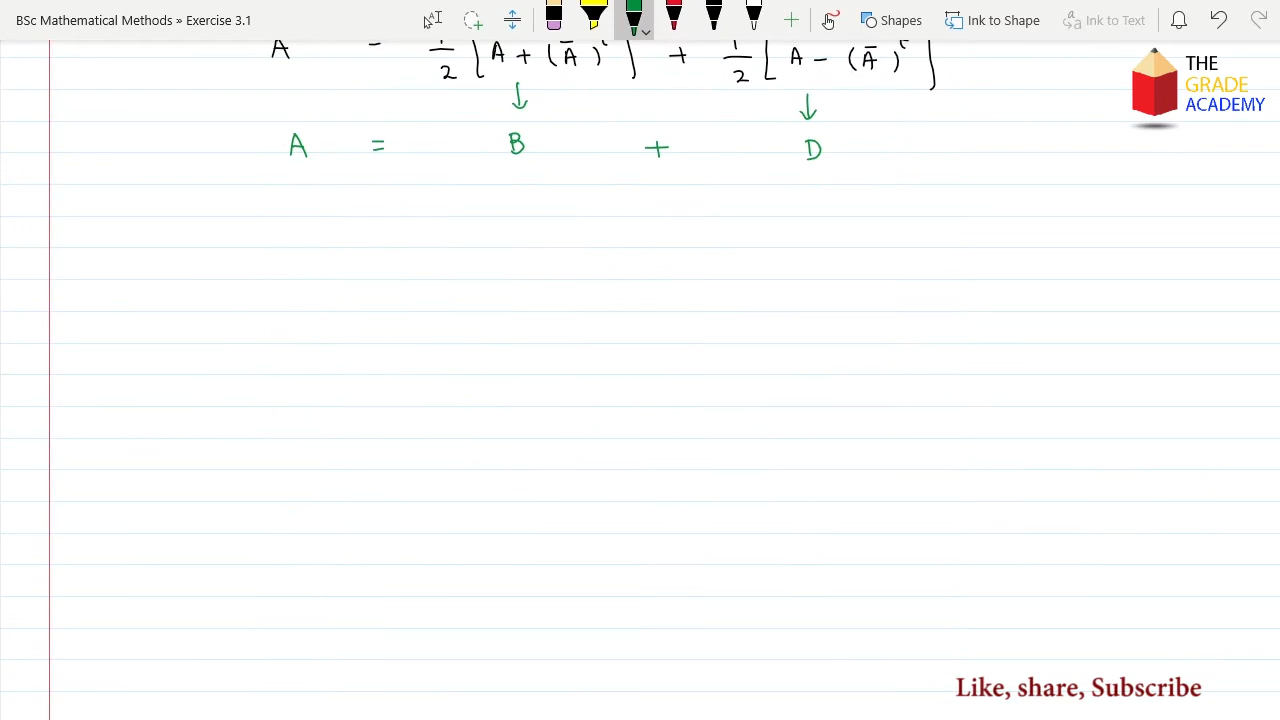 BSc Mathematical Methods » Exercise 3.1
Shapes
Ink to Shape
Ink to Text
A = 1/2 [A + (Ā)ᵗ] + 1/2 [A − (Ā)ᵗ]
↓ ↓
A = B + D
THE
GRADE
ACADEMY
Like, share, Subscribe